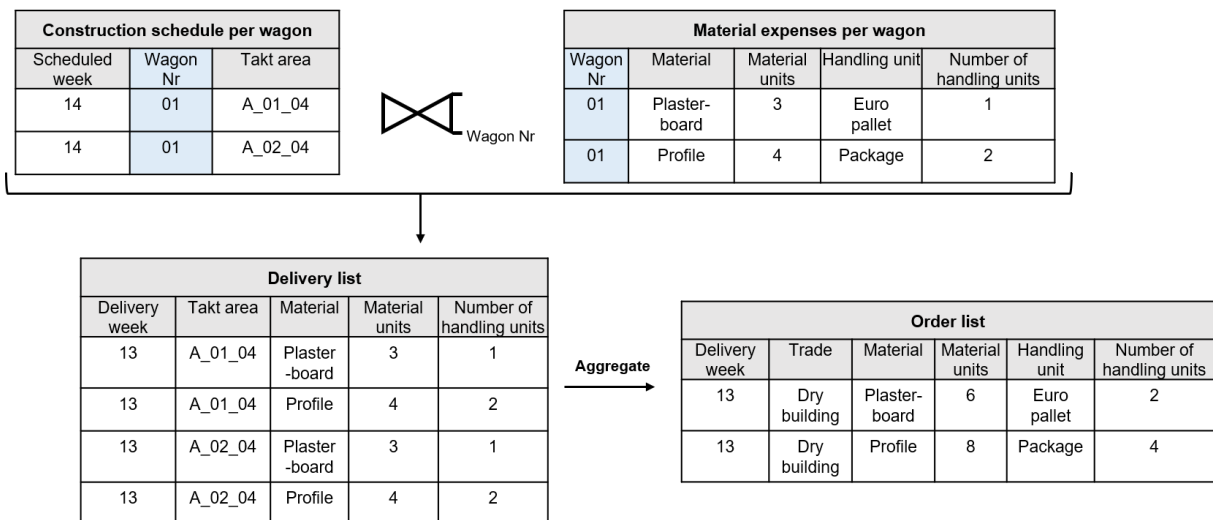 Construction schedule per wagon
Scheduled week Wagon Nr Takt area
14 01 A_01_04
14 01 A_02_04
Wagon Nr
Material expenses per wagon
Wagon Nr Material Material units Handling unit Number of handling units
01 Plaster-board 3 Euro pallet 1
01 Profile 4 Package 2
Delivery list
Delivery week Takt area Material Material units Number of handling units
13 A_01_04 Plaster-board 3 1
13 A_01_04 Profile 4 2
13 A_02_04 Plaster-board 3 1
13 A_02_04 Profile 4 2
Aggregate
Order list
Delivery week Trade Material Material units Handling unit Number of handling units
13 Dry building Plaster-board 6 Euro pallet 2
13 Dry building Profile 8 Package 4